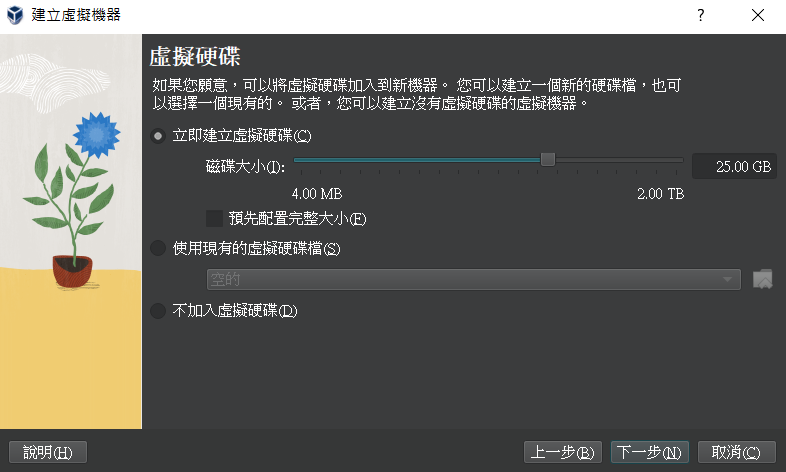 建立虛擬機器
?
虛擬硬碟
如果您願意，可以將虛擬硬碟加入到新機器。您可以建立一個新的硬碟檔，也可
以選擇一個現有的。 或者，您可以建立沒有虛擬硬碟的虛擬機器。
立即建立虛擬硬碟(C)
磁碟大小(I):
25.00 GB
4.00 MB
2.00 TB
預先配置完整大小(F)
使用現有的虛擬硬碟檔(S)
空的
不加入虛擬硬碟(D)
說明(H)
上一步(B)
下一步(N)
取消(C)